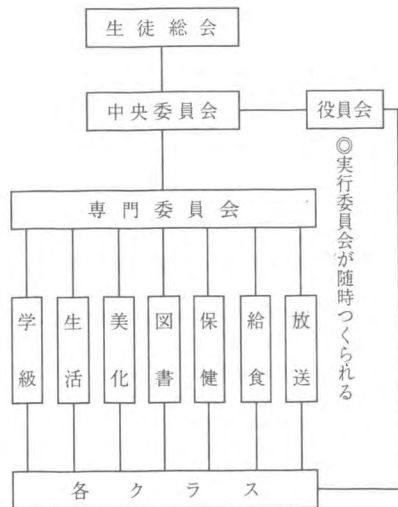 生徒総会
中央委員会
役員会
◎実行委員会が随時つくられる
専門委員会
学級
生活
美化
図書
保健
給食
放送
各クラス